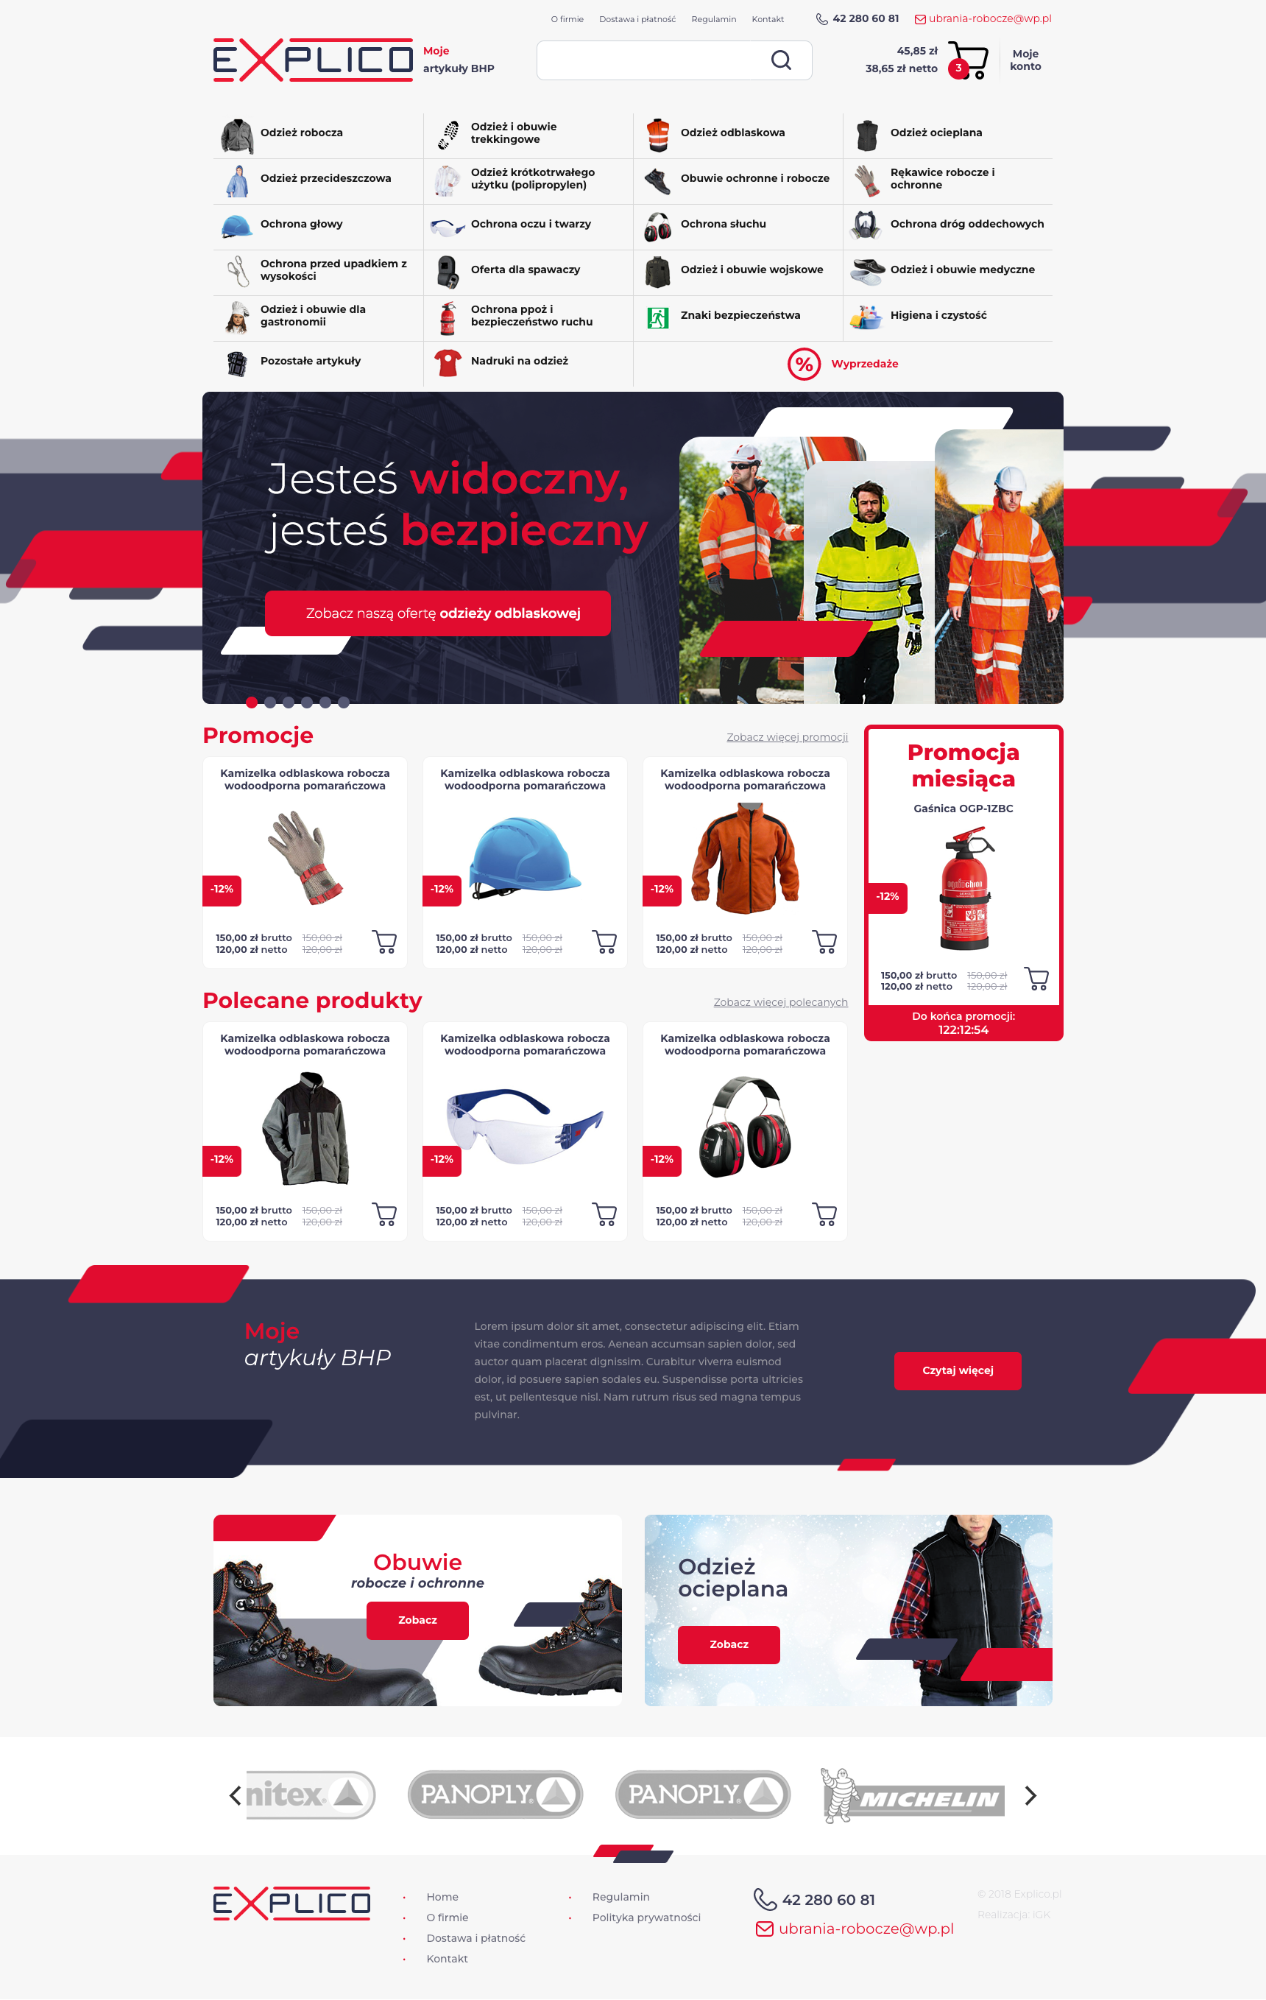 O firmie Dostawa i płatność Regulamin Kontakt 42 280 60 81 ubrania-robocze@wp.pl
EXPLICO
Moje
artykuły BHP
45,85 zł
38,65 zł netto
3
Moje
konto
Odzież robocza
Odzież i obuwie
trekkingowe
Odzież odblaskowa
Odzież ocieplana
Odzież przecideszczowa
Odzież krótkotrwałego
użytku (polipropylen)
Obuwie ochronne i robocze
Rękawice robocze i
ochronne
Ochrona głowy
Ochrona oczu i twarzy
Ochrona słuchu
Ochrona dróg oddechowych
Ochrona przed upadkiem z
wysokości
Oferta dla spawaczy
Odzież i obuwie wojskowe
Odzież i obuwie medyczne
Odzież i obuwie dla
gastronomii
Ochrona ppoż i
bezpieczeństwo ruchu
Znaki bezpieczeństwa
Higiena i czystość
Pozostałe artykuły
Nadruki na odzież
% Wyprzedaże
Jesteś widoczny,
jesteś bezpieczny
Zobacz naszą ofertę odzieży odblaskowej
Promocje
Zobacz więcej promocji
Kamizelka odblaskowa robocza
wodoodporna pomarańczowa
-12%
150,00 zł brutto 150,00 zł
120,00 zł netto 120,00 zł
Kamizelka odblaskowa robocza
wodoodporna pomarańczowa
-12%
150,00 zł brutto 150,00 zł
120,00 zł netto 120,00 zł
Kamizelka odblaskowa robocza
wodoodporna pomarańczowa
-12%
150,00 zł brutto 150,00 zł
120,00 zł netto 120,00 zł
Promocja
miesiąca
Gaśnica OGP-1ZBC
-12%
150,00 zł brutto 150,00 zł
120,00 zł netto 120,00 zł
Do końca promocji:
122:12:54
Polecane produkty
Zobacz więcej polecanych
Kamizelka odblaskowa robocza
wodoodporna pomarańczowa
-12%
150,00 zł brutto 150,00 zł
120,00 zł netto 120,00 zł
Kamizelka odblaskowa robocza
wodoodporna pomarańczowa
-12%
150,00 zł brutto 150,00 zł
120,00 zł netto 120,00 zł
Kamizelka odblaskowa robocza
wodoodporna pomarańczowa
-12%
150,00 zł brutto 150,00 zł
120,00 zł netto 120,00 zł
Moje
artykuły BHP
Lorem ipsum dolor sit amet, consectetur adipiscing elit. Etiam
vitae condimentum eros. Aenean accumsan sapien dolor, sed
auctor quam placerat dignissim. Curabitur viverra euismod
dolor, id posuere sapien sodales eu. Suspendisse porta ultricies
est, ut pellentesque nisl. Nam rutrum risus sed magna tempus
pulvinar.
Czytaj więcej
Obuwie
robocze i ochronne
Zobacz
Odzież
ocieplana
Zobacz
nitex PANOPLY PANOPLY MICHELIN
EXPLICO
Home
O firmie
Dostawa i płatność
Kontakt
Regulamin
Polityka prywatności
42 280 60 81
ubrania-robocze@wp.pl
© 2018 Explico.pl
Realizacja: IGK